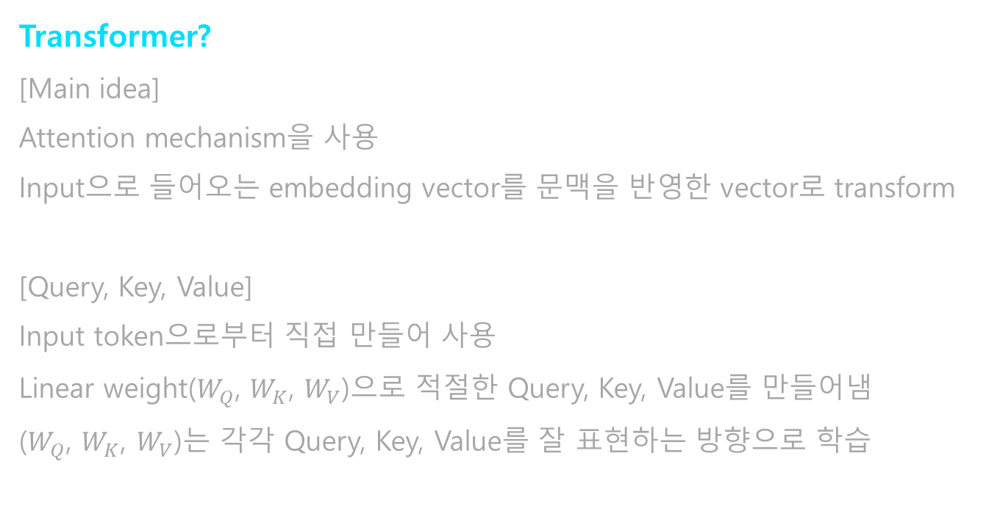 Transformer?
[Main idea]
Attention mechanism을 사용
Input으로 들어오는 embedding vector를 문맥을 반영한 vector로 transform
[Query, Key, Value]
Input token으로부터 직접 만들어 사용
Linear weight(W_Q, W_K, W_V)으로 적절한 Query, Key, Value를 만들어냄
(W_Q, W_K, W_V)는 각각 Query, Key, Value를 잘 표현하는 방향으로 학습